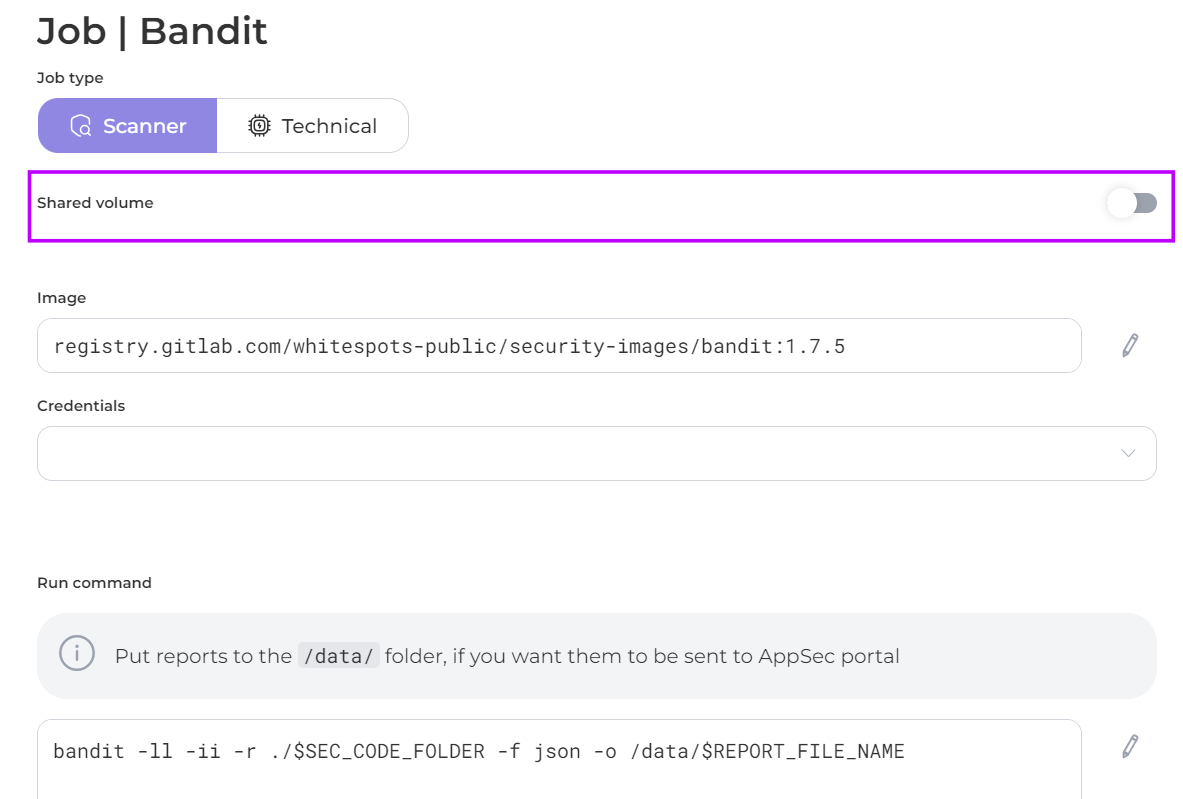 Job | Bandit
Job type
Scanner
Technical
Shared volume
Image
registry.gitlab.com/whitespots-public/security-images/bandit:1.7.5
Credentials
Run command
Put reports to the /data/ folder, if you want them to be sent to AppSec portal
bandit -ll -ii -r ./$SEC_CODE_FOLDER -f json -o /data/$REPORT_FILE_NAME